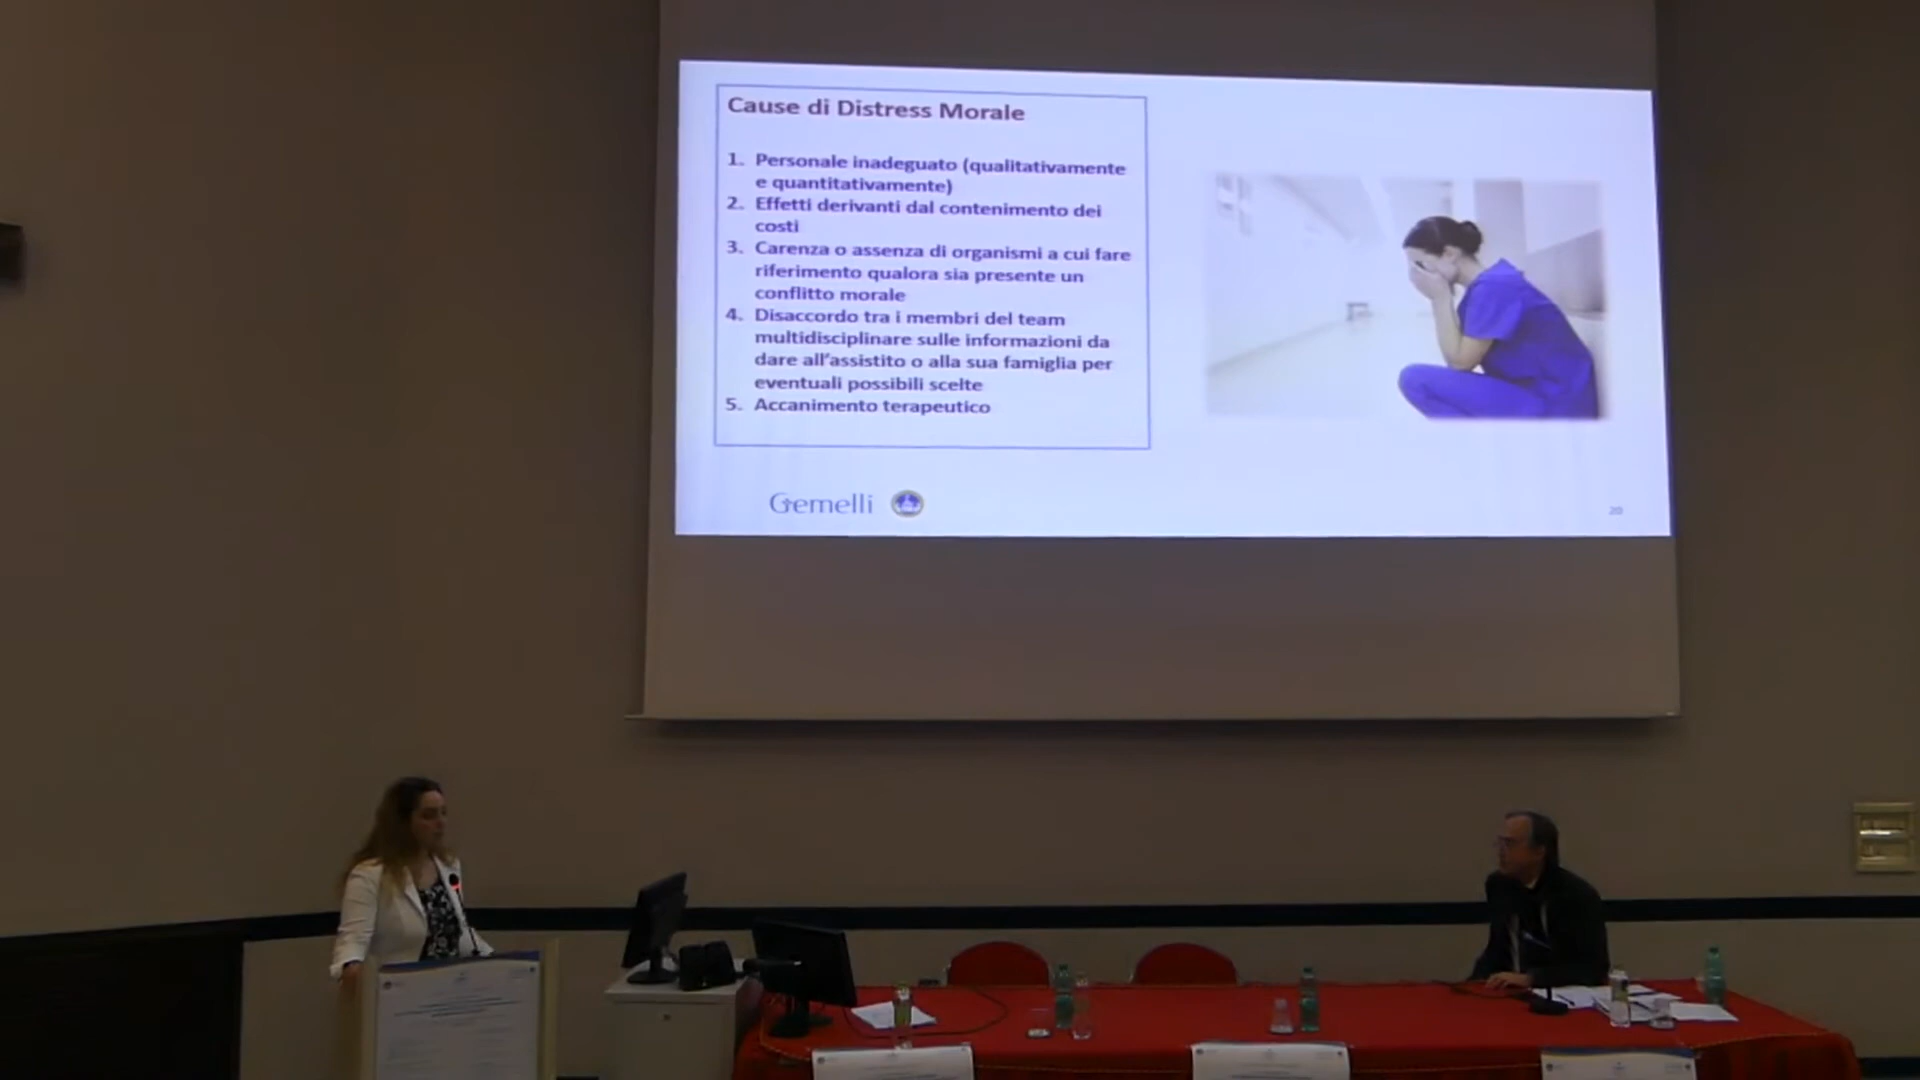 Cause di Distress Morale
1. Personale inadeguato (qualitativamente
e quantitativamente)
2. Effetti derivanti dal contenimento dei
costi
3. Carenza o assenza di organismi a cui fare
riferimento qualora sia presente un
conflitto morale
4. Disaccordo tra i membri del team
multidisciplinare sulle informazioni da
dare all'assistito o alla sua famiglia per
eventuali possibili scelte
5. Accanimento terapeutico
Gemelli
20